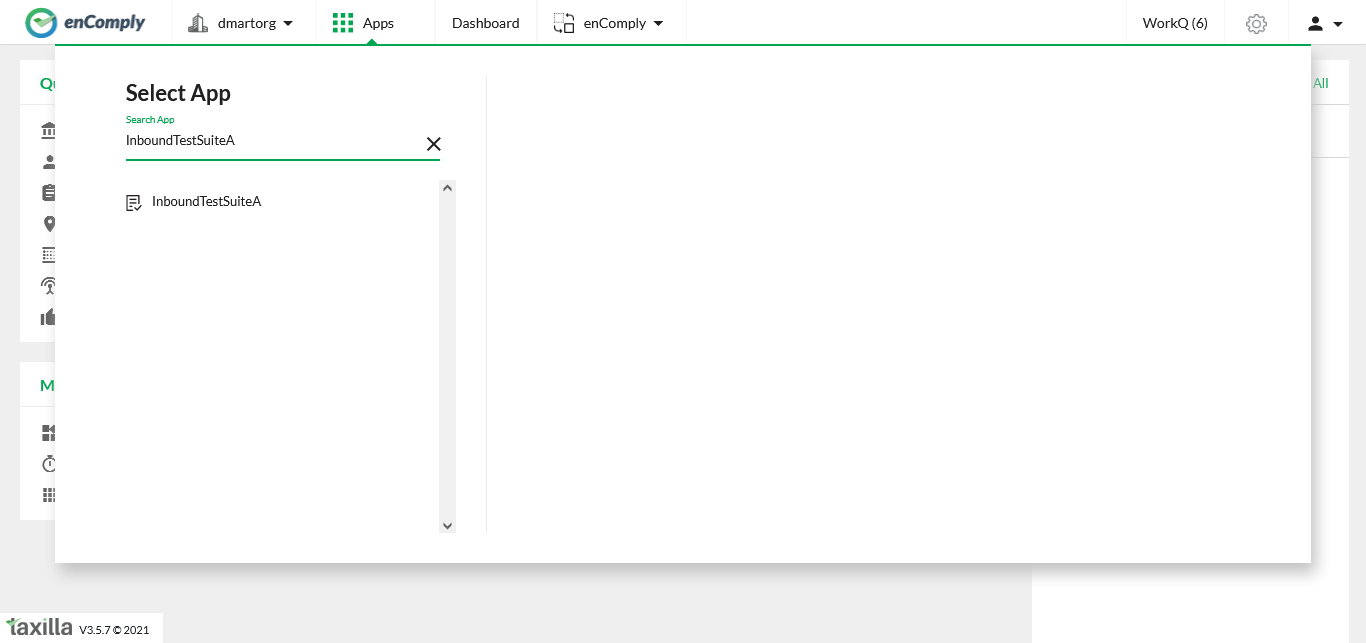 enComply
dmartorg
Apps
Dashboard
enComply
WorkQ (6)
Qu
All
Select App
Search App
InboundTestSuiteA
InboundTestSuiteA
M
taxilla V3.5.7 © 2021